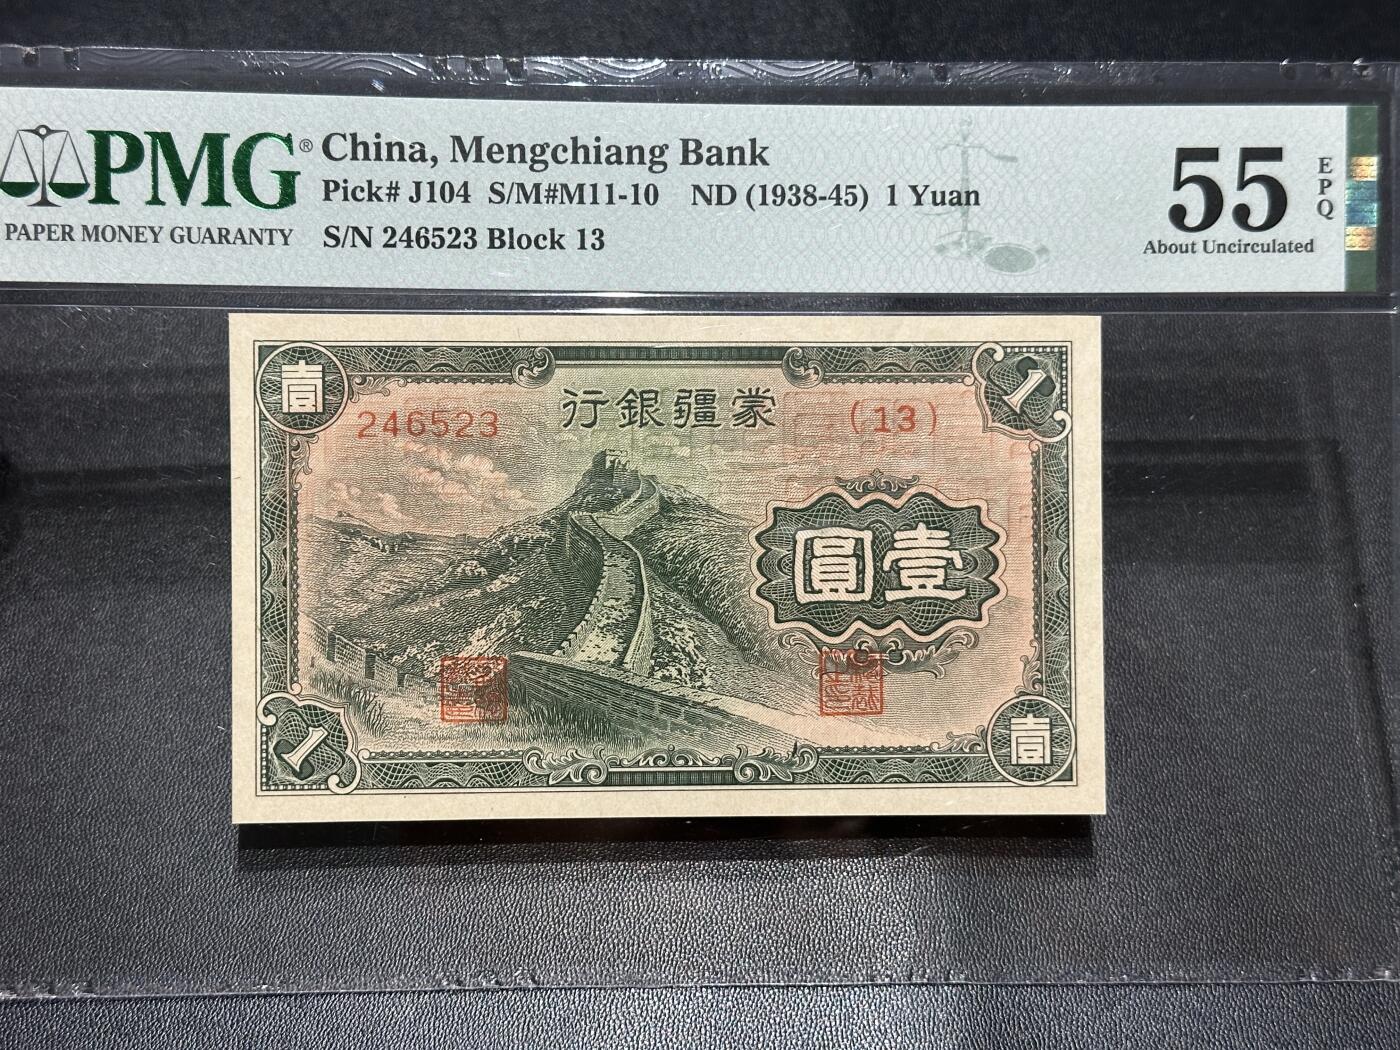 PMG® China, Mengchiang Bank
Pick# J104 S/M#M11-10 ND (1938-45) 1 Yuan
PAPER MONEY GUARANTY S/N 246523 Block 13
55 EPQ
About Uncirculated
壹 1
246523 行銀疆蒙 (13)
圓壹
1 壹